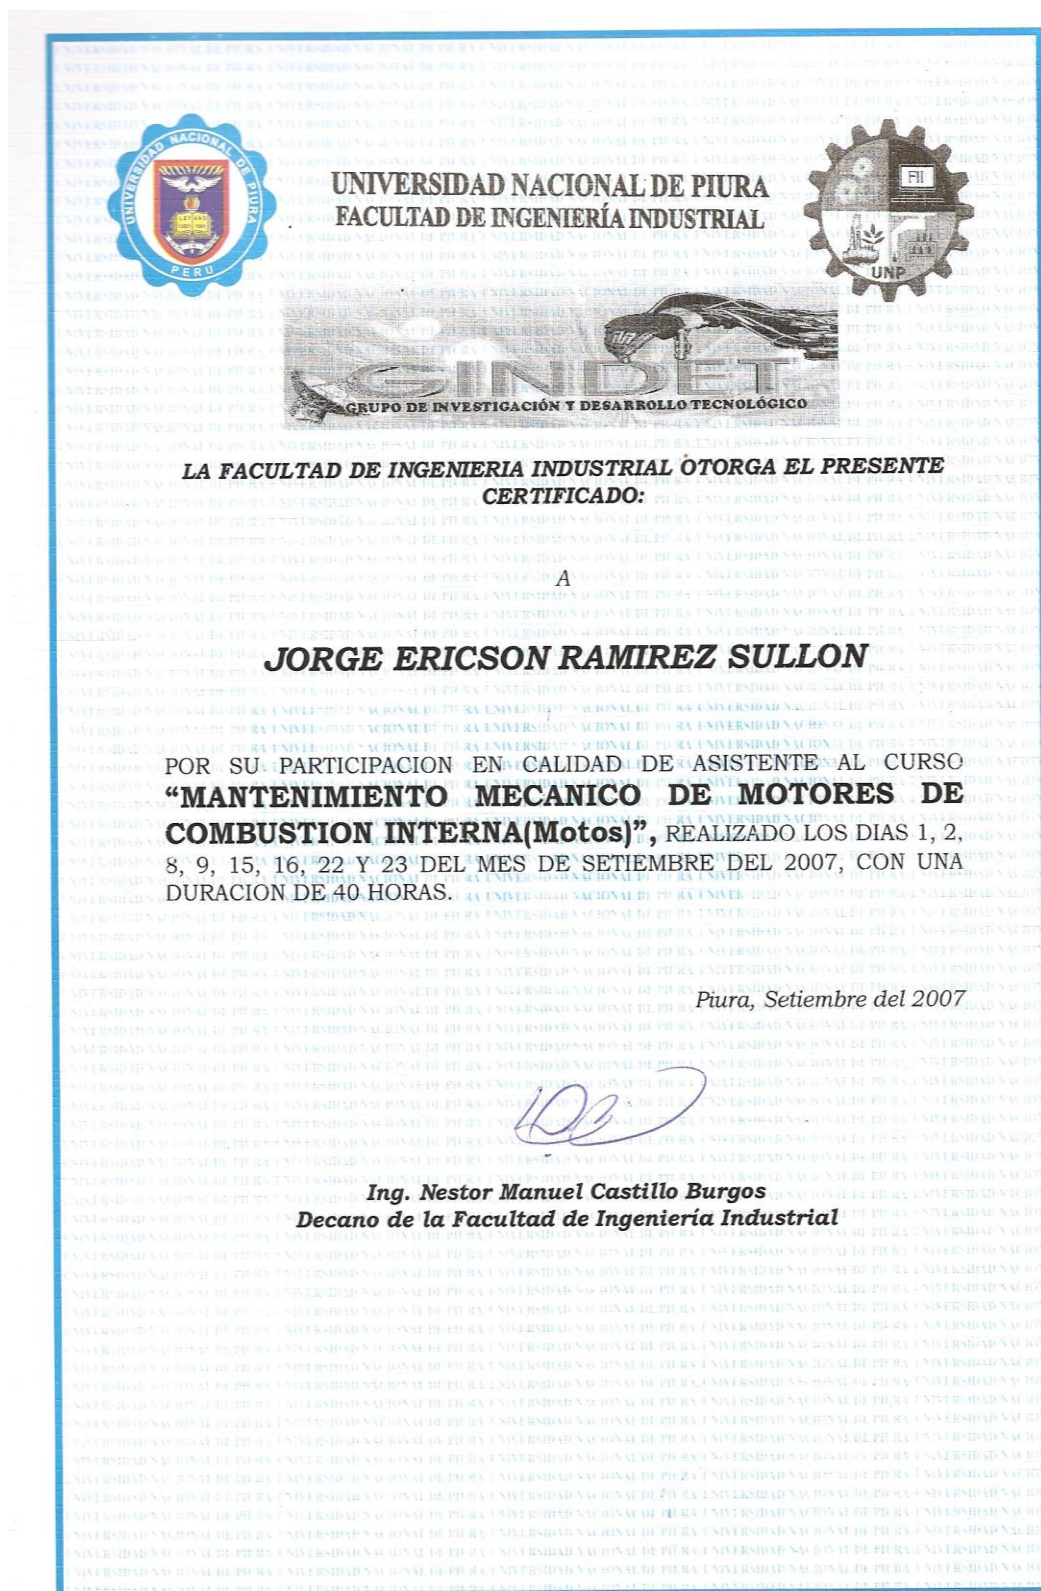 UNIVERSIDAD NACIONAL DE PIURA
PERU
UNIVERSIDAD NACIONAL DE PIURA
FACULTAD DE INGENIERÍA INDUSTRIAL
FII
UNP
GINDET
GRUPO DE INVESTIGACIÓN Y DESARROLLO TECNOLÓGICO
LA FACULTAD DE INGENIERIA INDUSTRIAL OTORGA EL PRESENTE
CERTIFICADO:
A
JORGE ERICSON RAMIREZ SULLON
POR SU PARTICIPACION EN CALIDAD DE ASISTENTE AL CURSO
“MANTENIMIENTO MECANICO DE MOTORES DE
COMBUSTION INTERNA(Motos)”, REALIZADO LOS DIAS 1, 2,
8, 9, 15, 16, 22 Y 23 DEL MES DE SETIEMBRE DEL 2007, CON UNA
DURACION DE 40 HORAS.
Piura, Setiembre del 2007
Ing. Nestor Manuel Castillo Burgos
Decano de la Facultad de Ingeniería Industrial